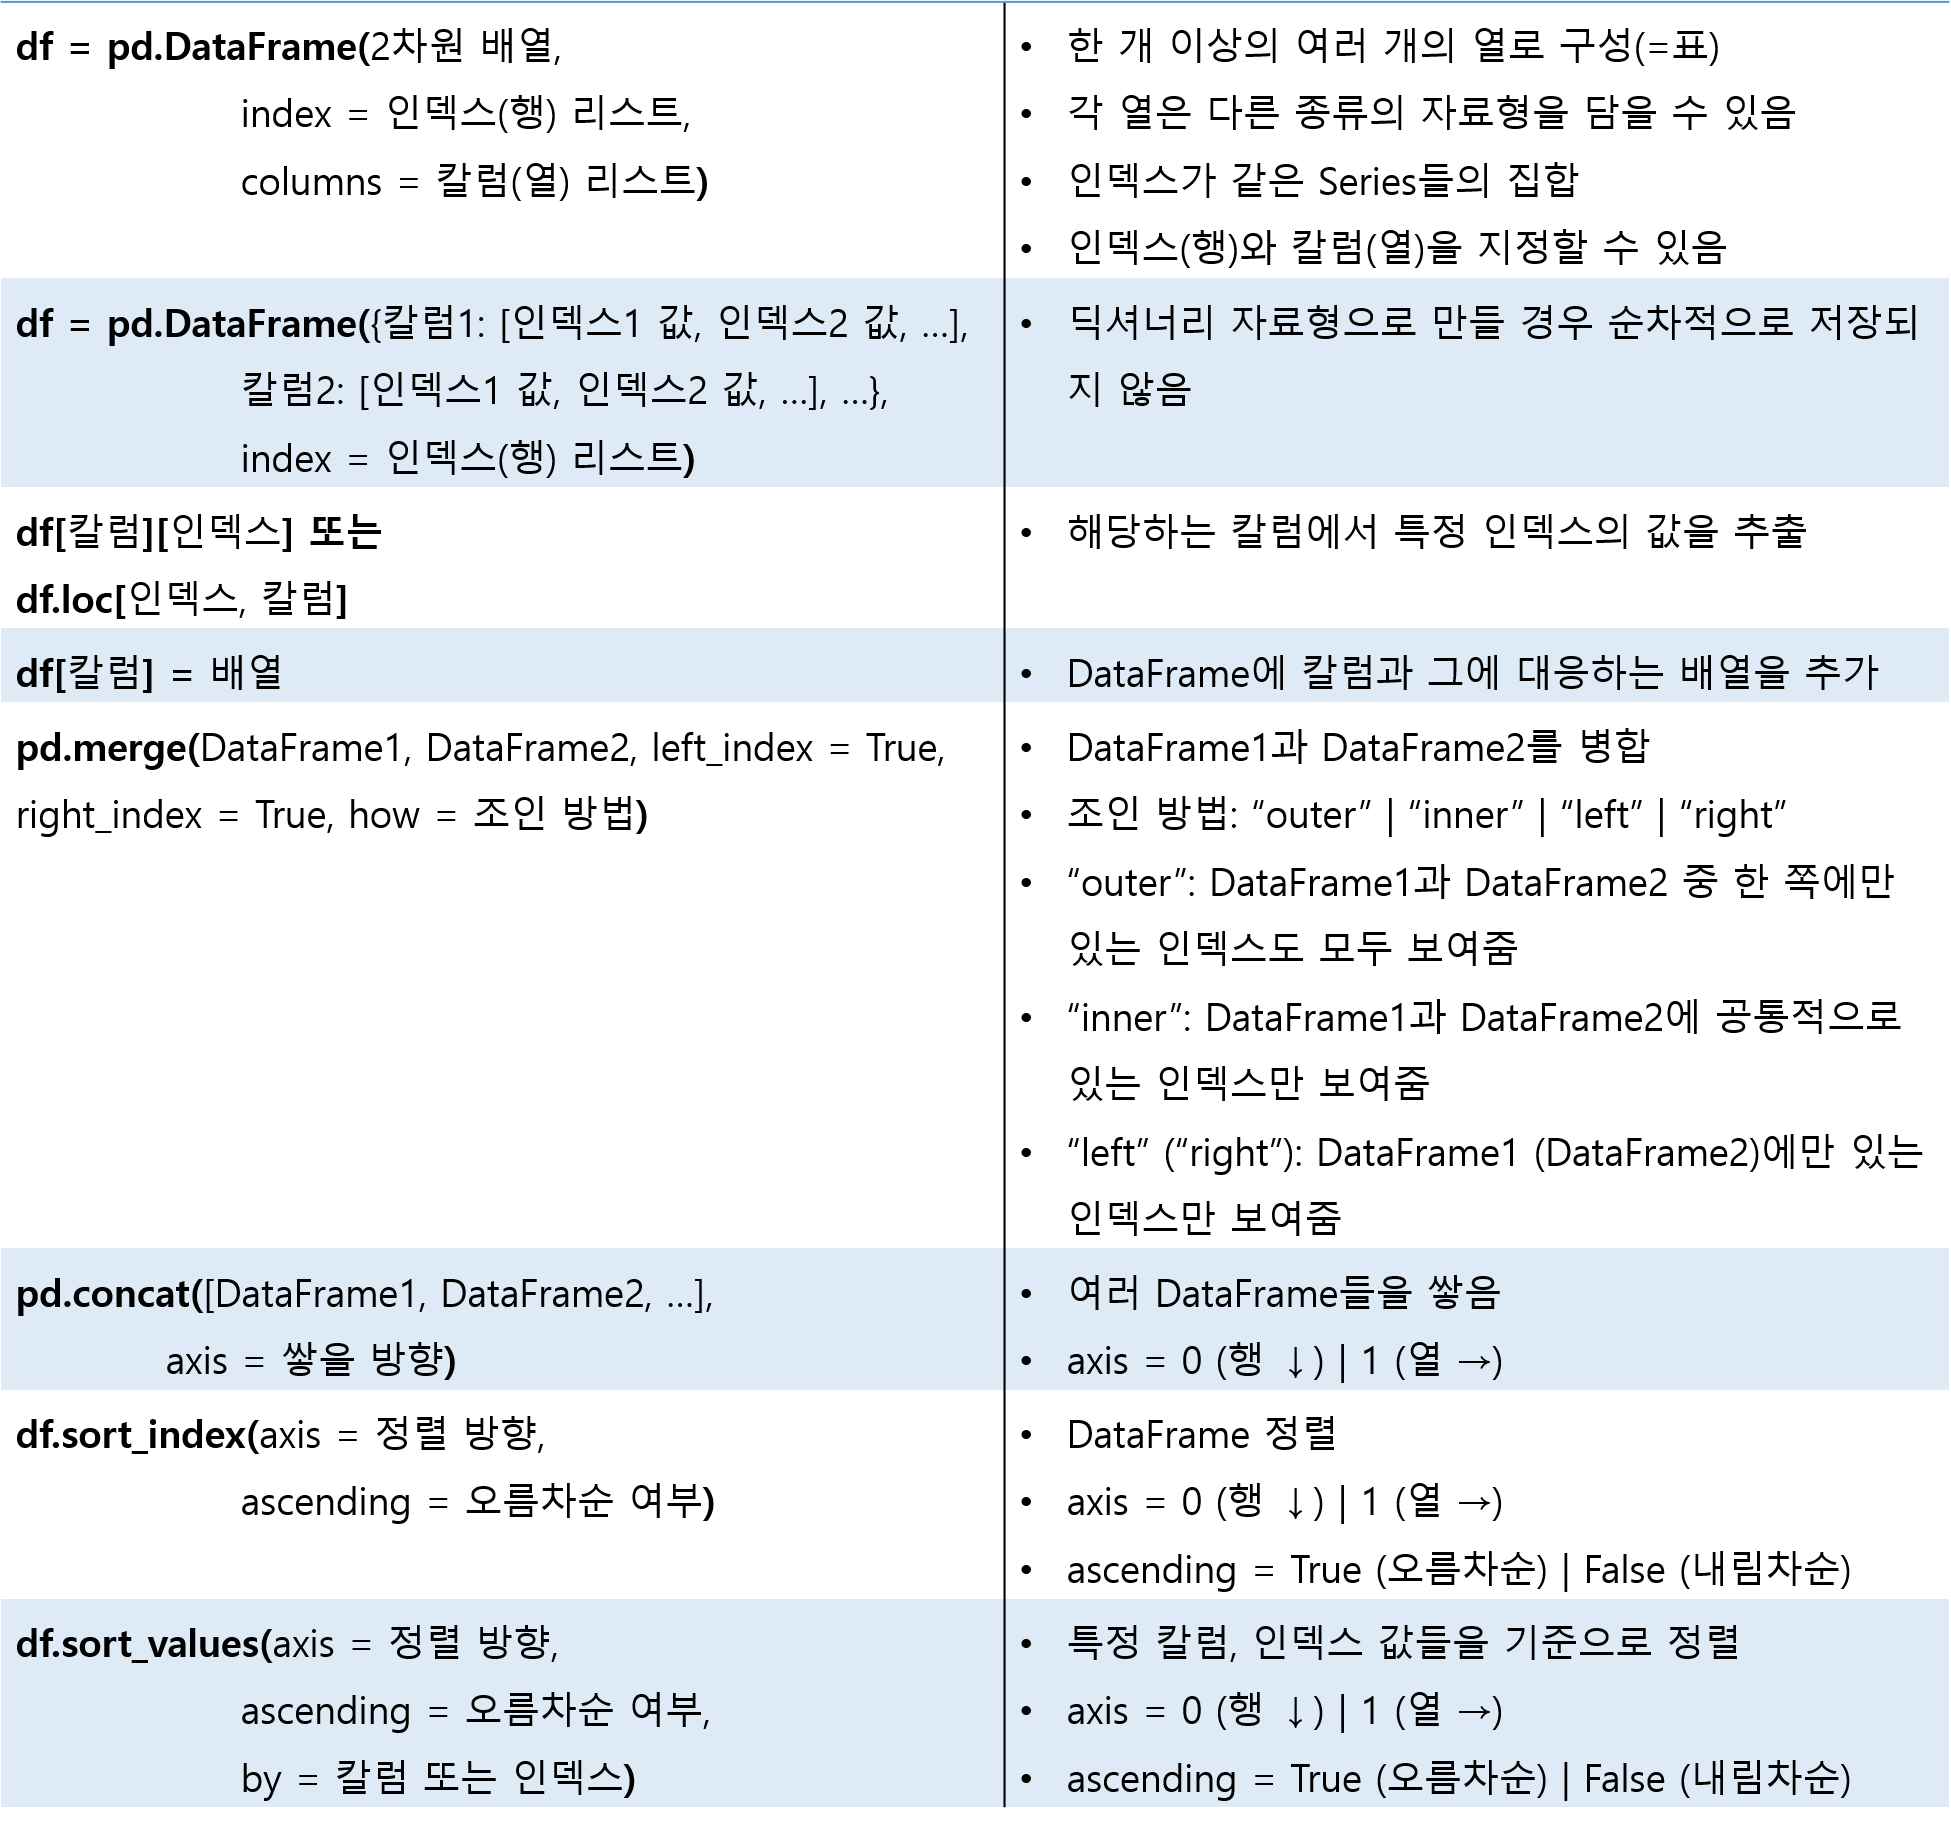 df = pd.DataFrame(2차원 배열,
index = 인덱스(행) 리스트,
columns = 칼럼(열) 리스트)
• 한 개 이상의 여러 개의 열로 구성(=표)
• 각 열은 다른 종류의 자료형을 담을 수 있음
• 인덱스가 같은 Series들의 집합
• 인덱스(행)와 칼럼(열)을 지정할 수 있음
df = pd.DataFrame({칼럼1: [인덱스1 값, 인덱스2 값, …],
칼럼2: [인덱스1 값, 인덱스2 값, …], …},
index = 인덱스(행) 리스트)
• 딕셔너리 자료형으로 만들 경우 순차적으로 저장되
지 않음
df[칼럼][인덱스] 또는
df.loc[인덱스, 칼럼]
• 해당하는 칼럼에서 특정 인덱스의 값을 추출
df[칼럼] = 배열
• DataFrame에 칼럼과 그에 대응하는 배열을 추가
pd.merge(DataFrame1, DataFrame2, left_index = True,
right_index = True, how = 조인 방법)
• DataFrame1과 DataFrame2를 병합
• 조인 방법: “outer” | “inner” | “left” | “right”
• “outer”: DataFrame1과 DataFrame2 중 한 쪽에만
있는 인덱스도 모두 보여줌
• “inner”: DataFrame1과 DataFrame2에 공통적으로
있는 인덱스만 보여줌
• “left” (“right”): DataFrame1 (DataFrame2)에만 있는
인덱스만 보여줌
pd.concat([DataFrame1, DataFrame2, …],
axis = 쌓을 방향)
• 여러 DataFrame들을 쌓음
• axis = 0 (행 ↓) | 1 (열 →)
df.sort_index(axis = 정렬 방향,
ascending = 오름차순 여부)
• DataFrame 정렬
• axis = 0 (행 ↓) | 1 (열 →)
• ascending = True (오름차순) | False (내림차순)
df.sort_values(axis = 정렬 방향,
ascending = 오름차순 여부,
by = 칼럼 또는 인덱스)
• 특정 칼럼, 인덱스 값들을 기준으로 정렬
• axis = 0 (행 ↓) | 1 (열 →)
• ascending = True (오름차순) | False (내림차순)